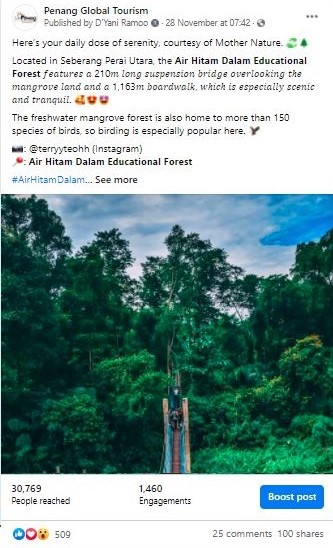 Penang Global Tourism
Published by D'Yani Ramoo · 28 November at 07:42 ·
Here's your daily dose of serenity, courtesy of Mother Nature. 💫🌲
Located in Seberang Perai Utara, the Air Hitam Dalam Educational
Forest features a 210m long suspension bridge overlooking the
mangrove land and a 1,163m boardwalk, which is especially scenic
and tranquil. 🥰😍😍
The freshwater mangrove forest is also home to more than 150
species of birds, so birding is especially popular here. 🦅
📷: @terryyteohh (Instagram)
📍: Air Hitam Dalam Educational Forest
#AirHitamDalam... See more
30,769
People reached
1,460
Engagements
Boost post
509
25 comments 100 shares